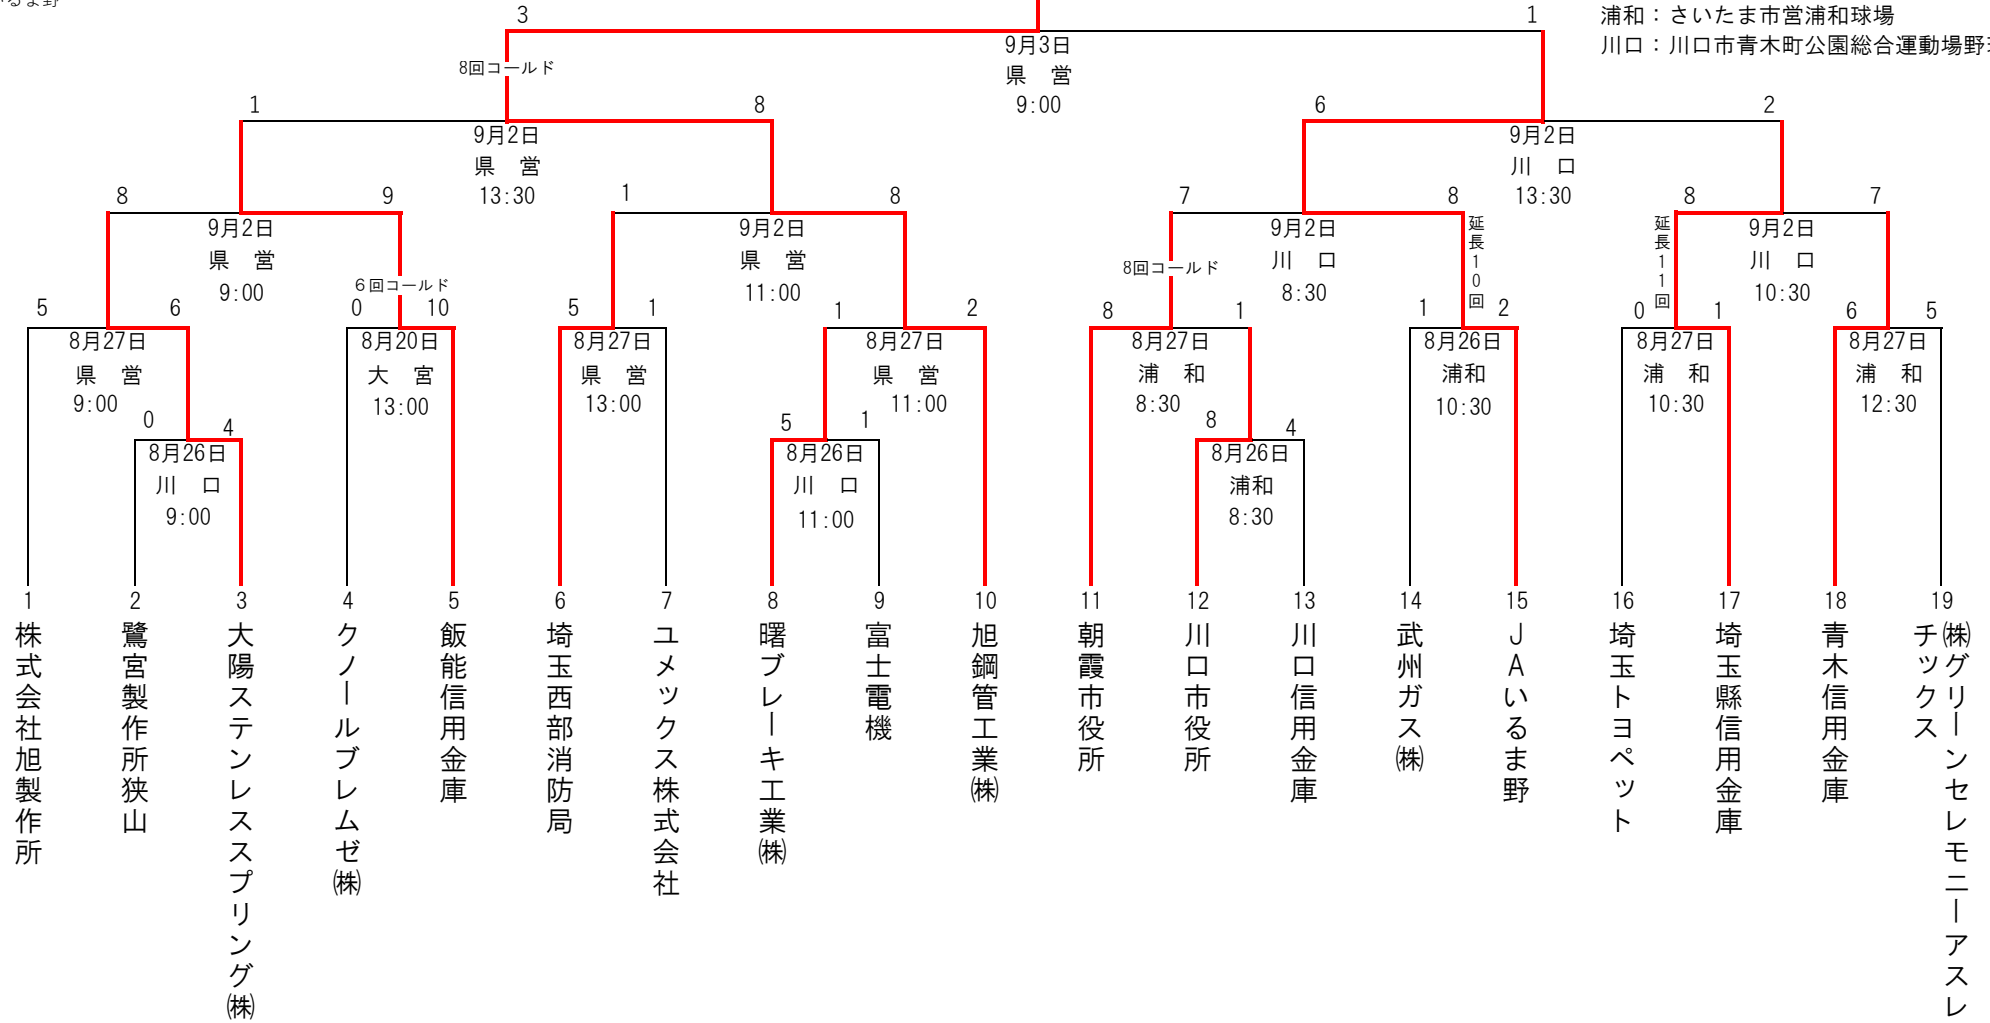 3
1
浦和：さいたま市営浦和球場
川口：川口市青木町公園総合運動場野
9月3日
県　営
9:00
8回コールド
1
8
6
2
9月2日
県　営
13:30
9月2日
川　口
13:30
8
9
1
8
7
8
8
7
9月2日
県　営
9:00
9月2日
県　営
11:00
9月2日
川　口
8:30
9月2日
川　口
10:30
6回コールド
8回コールド
延長10回
延長11回
5
6
0
10
5
1
1
2
8
1
1
2
0
1
6
5
8月27日
県　営
9:00
8月20日
大　宮
13:00
8月27日
県　営
13:00
8月27日
県　営
11:00
8月27日
浦　和
8:30
8月26日
浦和
10:30
8月27日
浦　和
10:30
8月27日
浦　和
12:30
0
4
5
1
8
4
8月26日
川　口
9:00
8月26日
川　口
11:00
8月26日
浦和
8:30
1
株式会社旭製作所
2
鷺宮製作所狭山
3
大陽ステンレススプリング㈱
4
クノールブレムゼ㈱
5
飯能信用金庫
6
埼玉西部消防局
7
ユメックス株式会社
8
曙ブレーキ工業㈱
9
富士電機
10
旭鋼管工業㈱
11
朝霞市役所
12
川口市役所
13
川口信用金庫
14
武州ガス㈱
15
ＪＡいるま野
16
埼玉トヨペット
17
埼玉縣信用金庫
18
青木信用金庫
19
㈱グリーンセレモニーアスレ
チックス